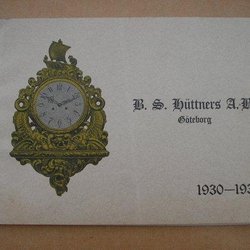 B. S. Hüttners A.B
Göteborg
1930-193